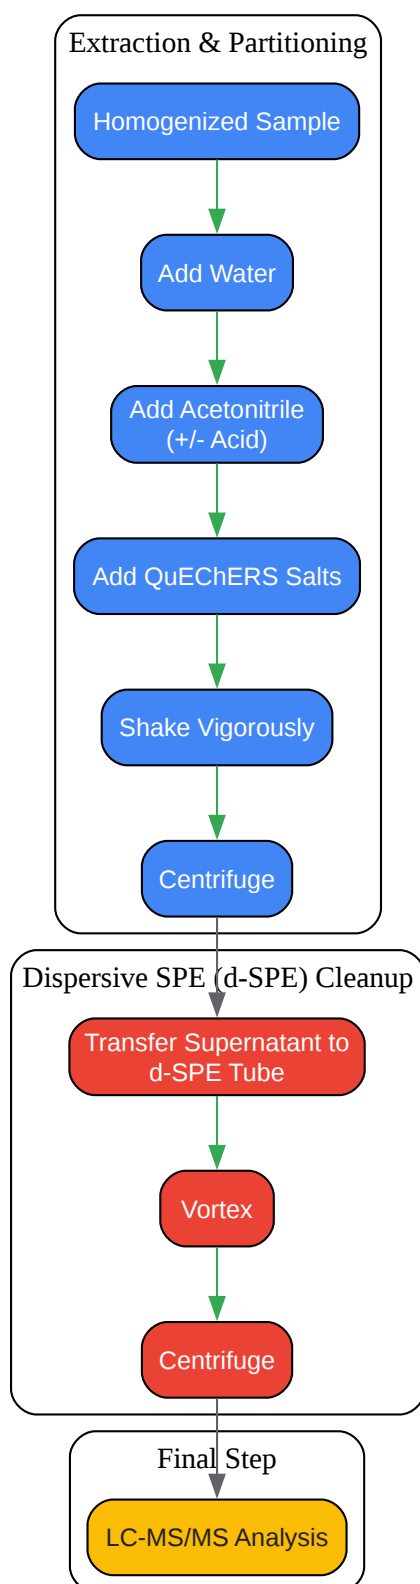 Extraction & Partitioning
Homogenized Sample
Add Water
Add Acetonitrile
(+/- Acid)
Add QuEChERS Salts
Shake Vigorously
Centrifuge
Dispersive SPE (d-SPE) Cleanup
Transfer Supernatant to
d-SPE Tube
Vortex
Centrifuge
Final Step
LC-MS/MS Analysis